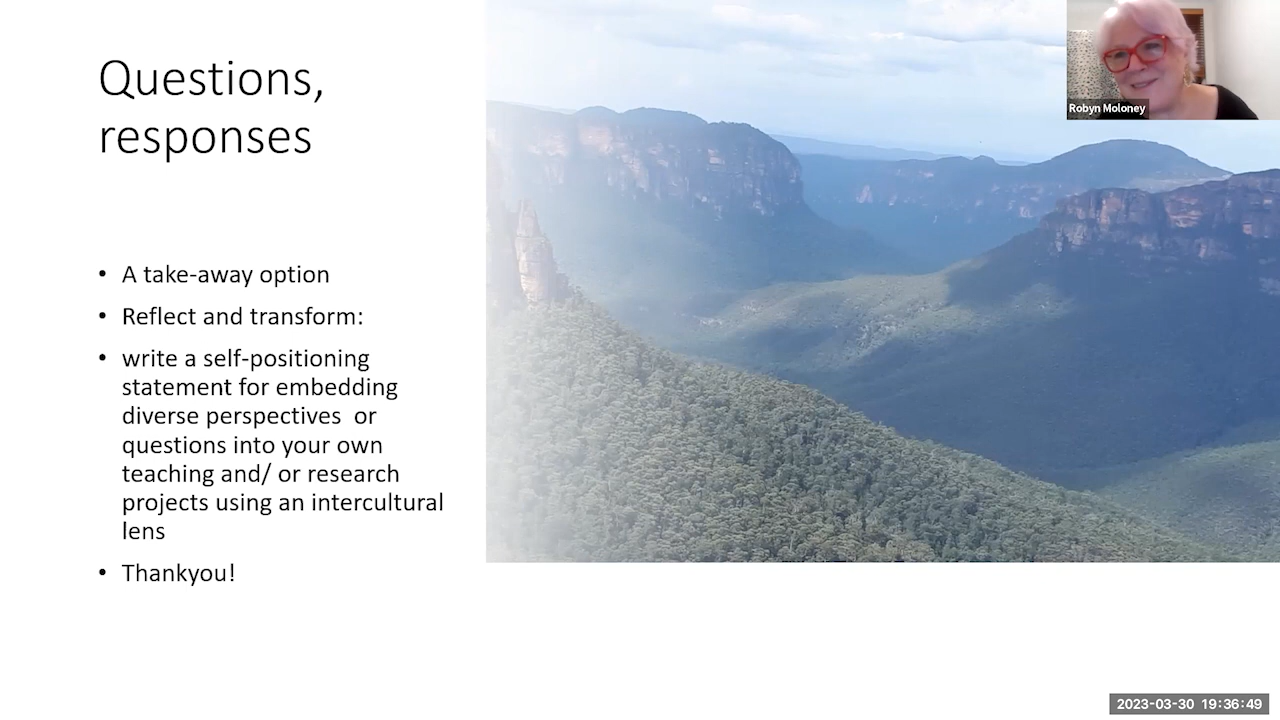 Questions,
responses
• A take-away option
• Reflect and transform:
• write a self-positioning
statement for embedding
diverse perspectives  or
questions into your own
teaching and/ or research
projects using an intercultural
lens
• Thankyou!
Robyn Moloney
2023-03-30 19:36:49